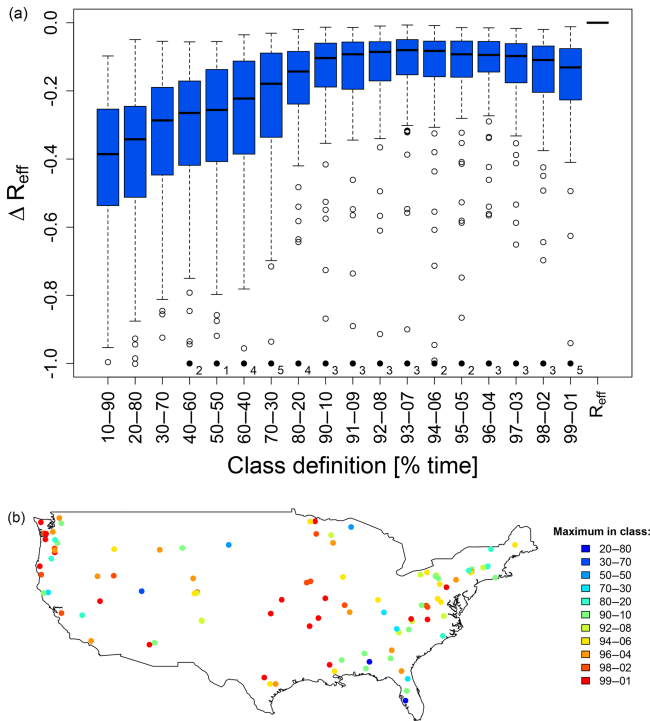 (a)
0.0
-0.2
-0.4
-0.6
-0.8
-1.0
Δ Reff
2 1 4 5 4 3 3 3 3 2 2 3 3 3 5
10–90 20–80 30–70 40–60 50–50 60–40 70–30 80–20 90–10 91–09 92–08 93–07 94–06 95–05 96–04 97–03 98–02 99–01 Reff
Class definition [% time]
(b)
Maximum in class:
20–80
30–70
50–50
70–30
80–20
90–10
92–08
94–06
96–04
98–02
99–01